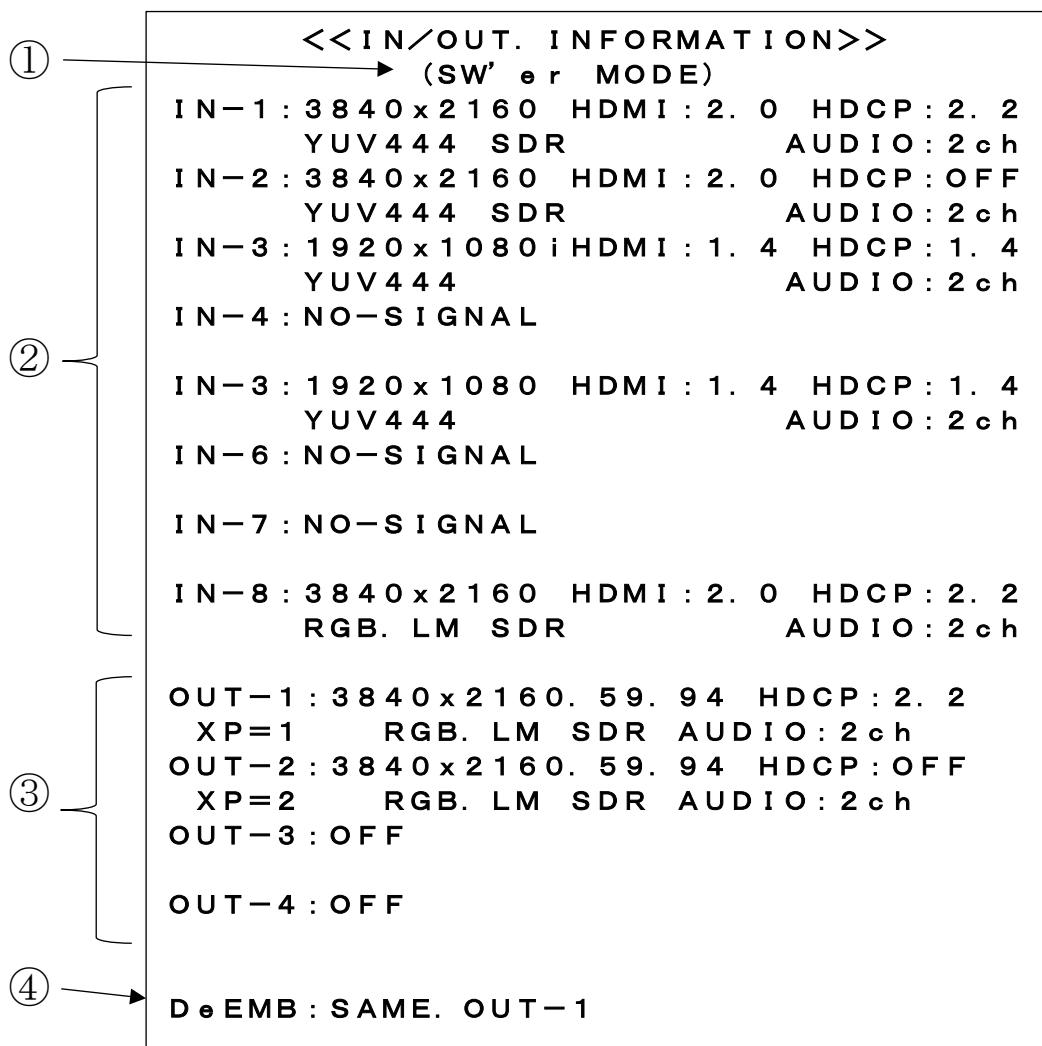 <<IN/OUT. INFORMATION>>
①
(SW' er MODE)
IN-1:3840x2160 HDMI:2. 0 HDCP:2. 2
YUV444 SDR AUDIO:2ch
IN-2:3840x2160 HDMI:2. 0 HDCP:OFF
YUV444 SDR AUDIO:2ch
IN-3:1920x1080iHDMI:1. 4 HDCP:1. 4
YUV444 AUDIO:2ch
IN-4:NO-SIGNAL
②
IN-3:1920x1080 HDMI:1. 4 HDCP:1. 4
YUV444 AUDIO:2ch
IN-6:NO-SIGNAL
IN-7:NO-SIGNAL
IN-8:3840x2160 HDMI:2. 0 HDCP:2. 2
RGB. LM SDR AUDIO:2ch
OUT-1:3840x2160. 59. 94 HDCP:2. 2
XP=1 RGB. LM SDR AUDIO:2ch
OUT-2:3840x2160. 59. 94 HDCP:OFF
③
XP=2 RGB. LM SDR AUDIO:2ch
OUT-3:OFF
OUT-4:OFF
④
DeEMB:SAME. OUT-1